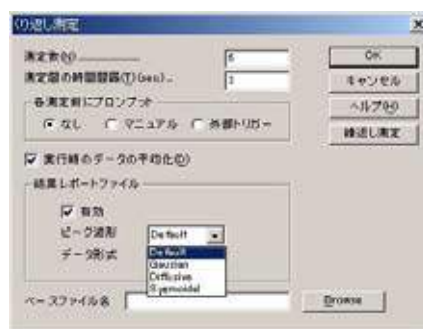 くり返し測定
測定数(N) 6
測定間の時間間隔(T)(sec) 3
各測定前にプロンプト
なし マニュアル 外部トリガー
実行時のデータの平均化(D)
結果レポートファイル
有効
ピーク波形 Default
Default
Gaussian
Diffusive
Sigmoidal
データ形式
ベースファイル名 Browse
OK
キャンセル
ヘルプ(H)
繰返し測定